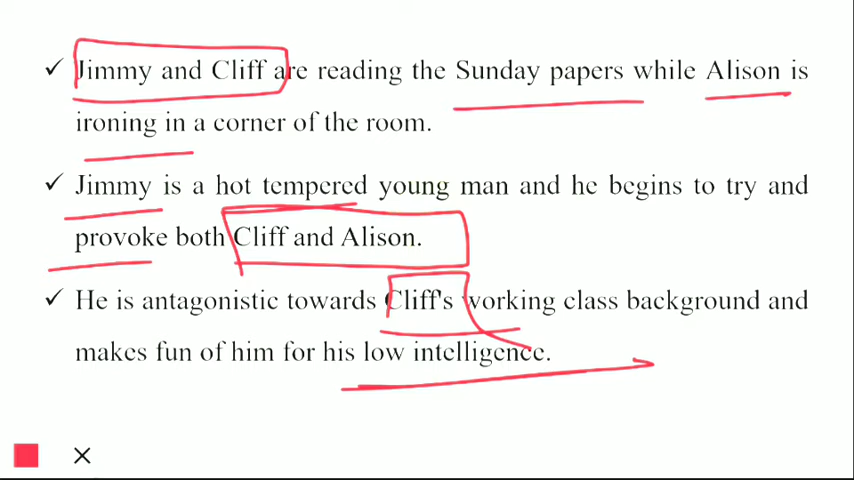 ✓ Jimmy and Cliff are reading the Sunday papers while Alison is
ironing in a corner of the room.
✓ Jimmy is a hot tempered young man and he begins to try and
provoke both Cliff and Alison.
✓ He is antagonistic towards Cliff's working class background and
makes fun of him for his low intelligence.